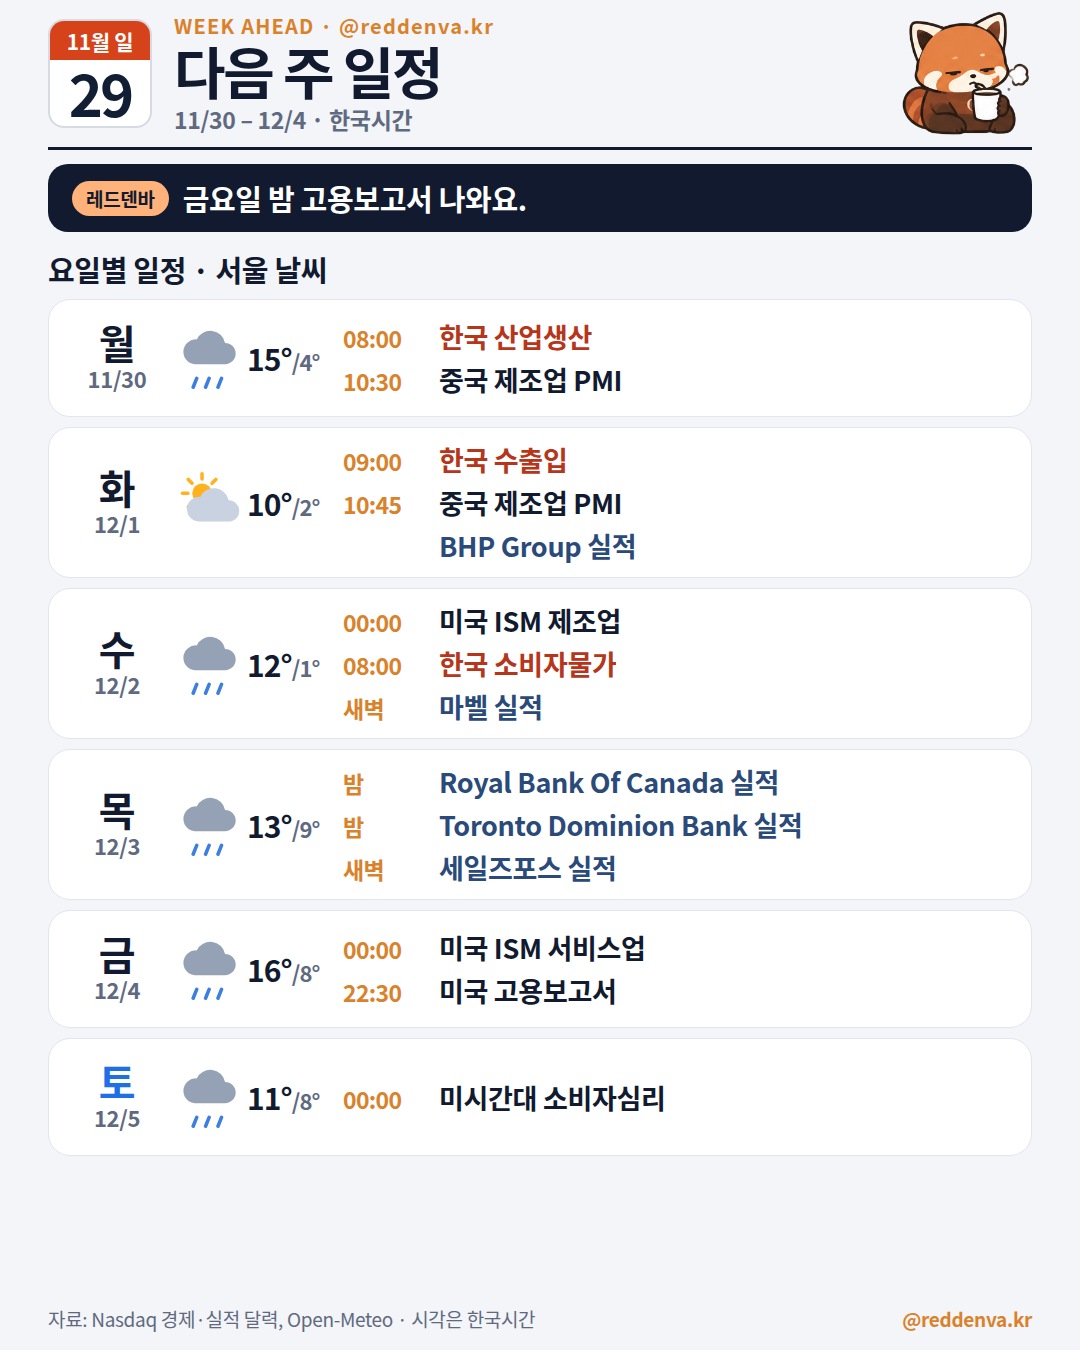 11월 일
29
WEEK AHEAD · @reddenva.kr
다음 주 일정
11/30 – 12/4 · 한국시간
레드덴바 금요일 밤 고용보고서 나와요.
요일별 일정 · 서울 날씨
월
11/30
15°/4°
08:00 한국 산업생산
10:30 중국 제조업 PMI
화
12/1
10°/2°
09:00 한국 수출입
10:45 중국 제조업 PMI
BHP Group 실적
수
12/2
12°/1°
00:00 미국 ISM 제조업
08:00 한국 소비자물가
새벽 마벨 실적
목
12/3
13°/9°
밤 Royal Bank Of Canada 실적
밤 Toronto Dominion Bank 실적
새벽 세일즈포스 실적
금
12/4
16°/8°
00:00 미국 ISM 서비스업
22:30 미국 고용보고서
토
12/5
11°/8°
00:00 미시간대 소비자심리
자료: Nasdaq 경제·실적 달력, Open-Meteo · 시각은 한국시간
@reddenva.kr